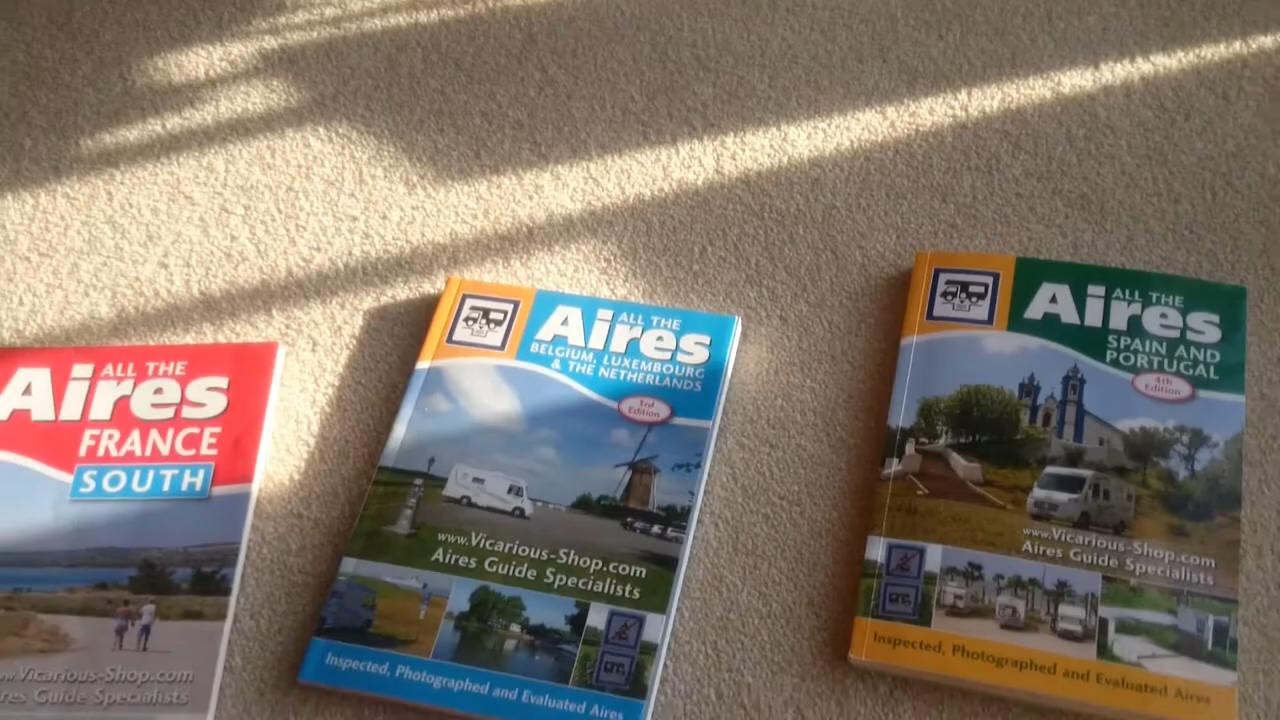 ALL THE
Aires
FRANCE
SOUTH
www.Vicarious-Shop.com
Aires Guide Specialists
ALL THE
Aires
BELGIUM, LUXEMBOURG
& THE NETHERLANDS
3rd
Edition
www.Vicarious-Shop.com
Aires Guide Specialists
Inspected, Photographed and Evaluated Aires
ALL THE
Aires
SPAIN AND
PORTUGAL
4th
Edition
www.Vicarious-Shop.com
Aires Guide Specialists
Inspected, Photographed and Evaluated Aires